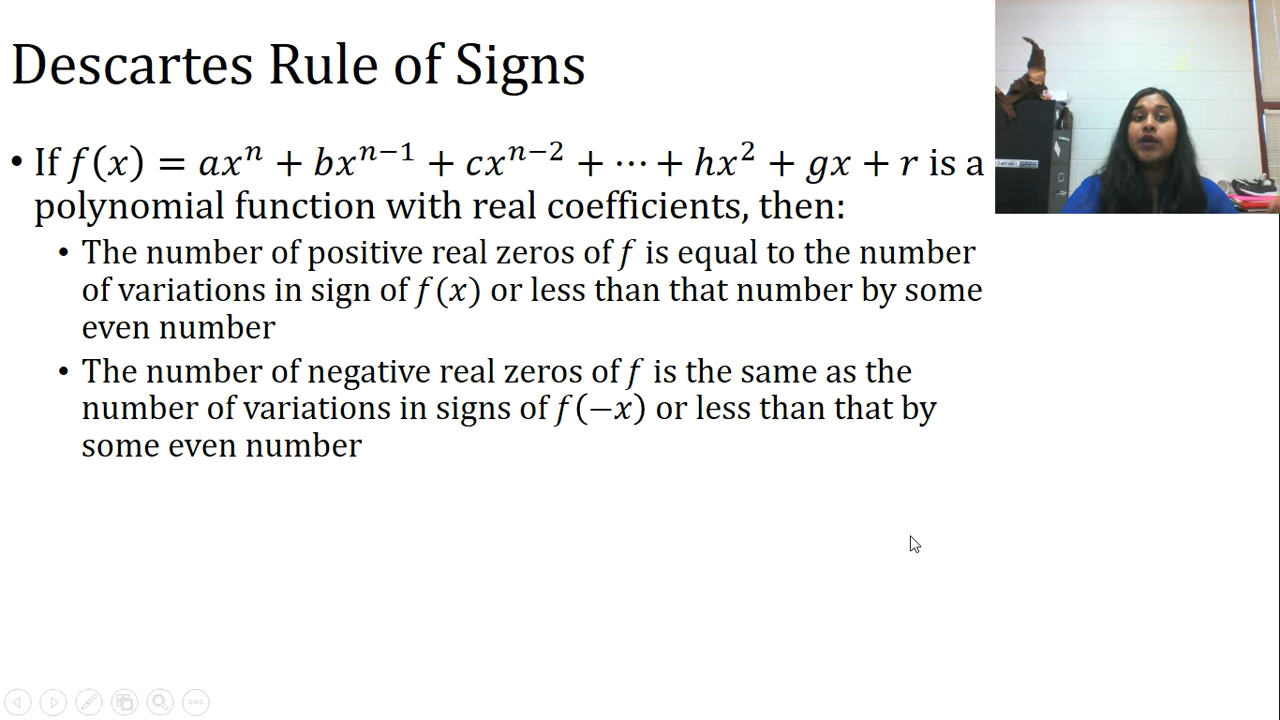 Descartes Rule of Signs
• If f(x) = axⁿ + bxⁿ⁻¹ + cxⁿ⁻² + ⋯ + hx² + gx + r is a
polynomial function with real coefficients, then:
• The number of positive real zeros of f is equal to the number
of variations in sign of f(x) or less than that number by some
even number
• The number of negative real zeros of f is the same as the
number of variations in signs of f(−x) or less than that by
some even number